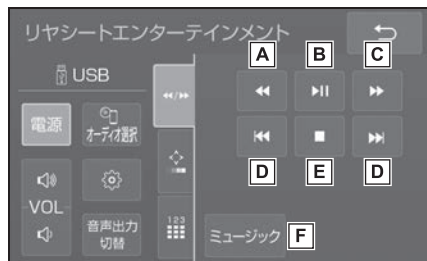 リヤシートエンターテインメント
A B C
USB
電源
オーディオ選択
D E D
VOL
音声出力
切替
123
ミュージック F